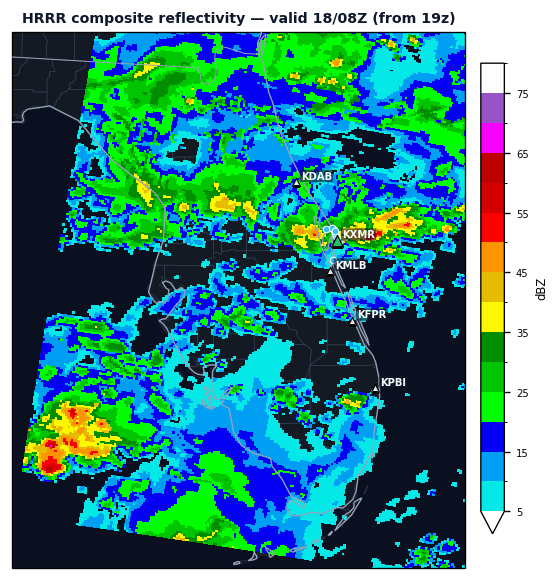 HRRR composite reflectivity — valid 18/08Z (from 19z)
KDAB
KXMR
KMLB
KFPR
KPBI
75
65
55
45
35
25
15
5
dBZ